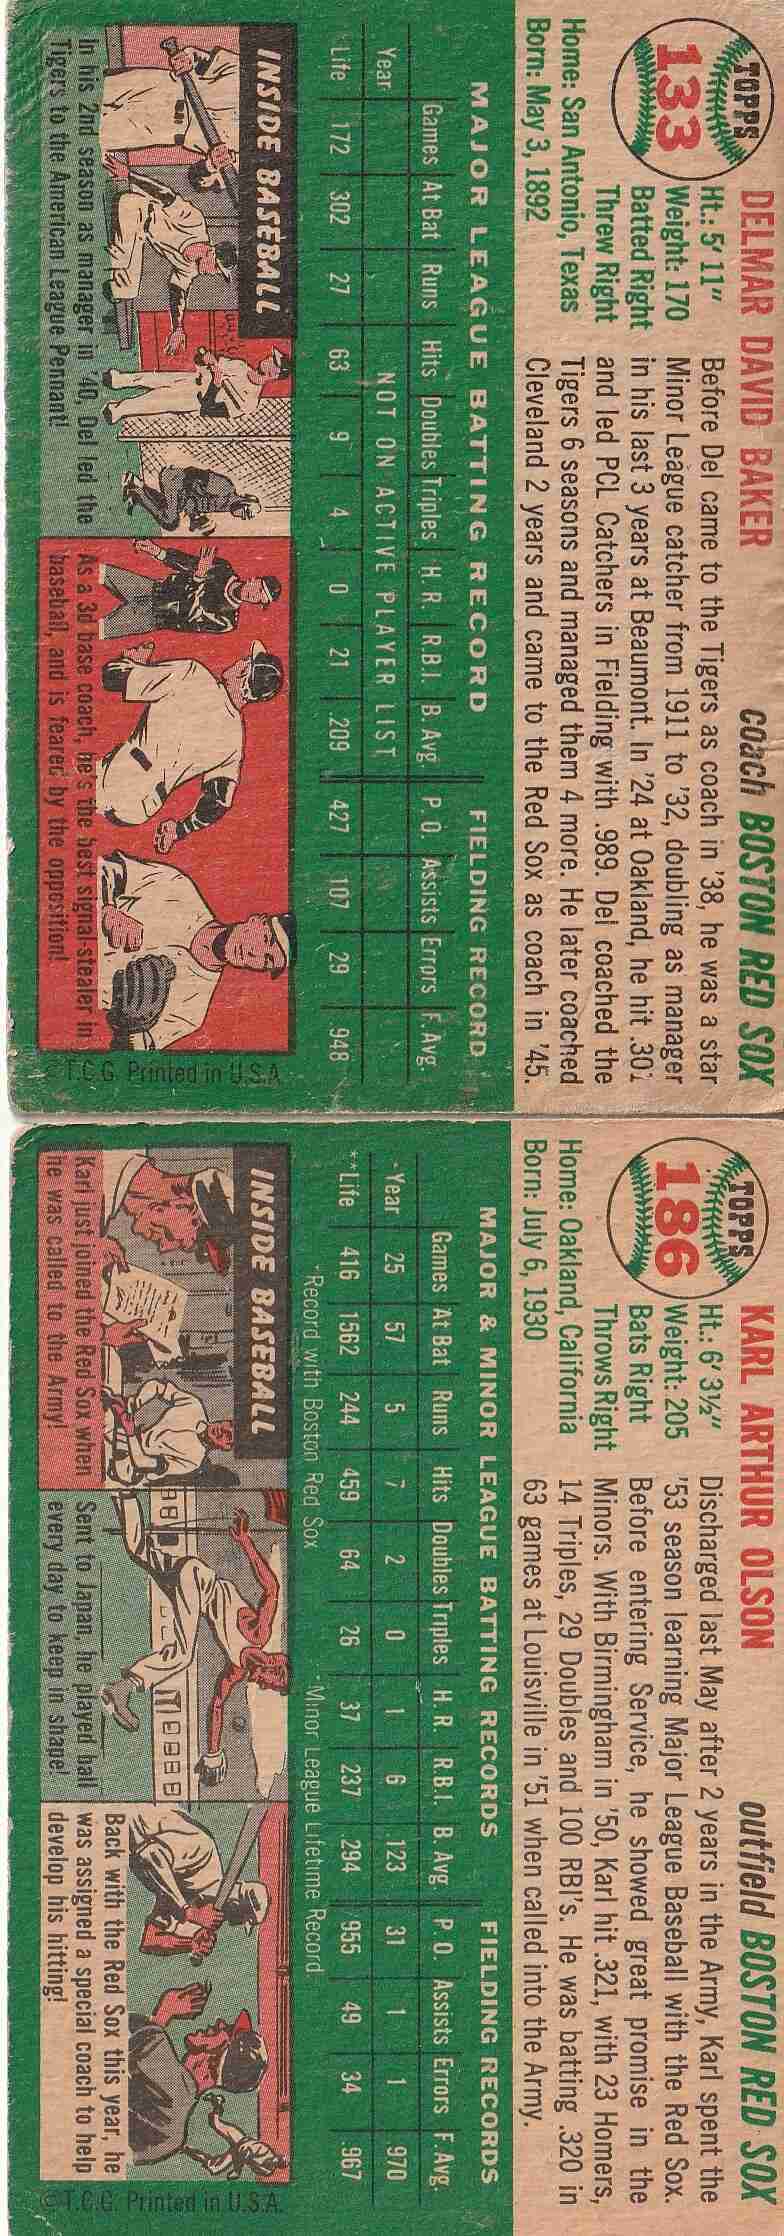 TOPPS
133
DELMAR DAVID BAKER
coach BOSTON RED SOX
Ht.: 5' 11"
Weight: 170
Batted Right
Threw Right
Home: San Antonio, Texas
Born: May 3, 1892
Before Del came to the Tigers as coach in '38, he was a star
Minor League catcher from 1911 to '32, doubling as manager
in his last 3 years at Beaumont. In '24 at Oakland, he hit .301
and led PCL Catchers in Fielding with .989. Del coached the
Tigers 6 seasons and managed them 4 more. He later coached
Cleveland 2 years and came to the Red Sox as coach in '45.
MAJOR LEAGUE BATTING RECORD FIELDING RECORD
Games At Bat Runs Hits Doubles Triples H. R. R.B.I. B. Avg. P. O. Assists Errors F. Avg.
Year NOT ON ACTIVE PLAYER LIST
Life 172 302 27 63 9 4 0 21 209 427 107 29 948
INSIDE BASEBALL
In his 2nd season as manager in '40, Del led the
Tigers to the American League Pennant!
As a 3d base coach, he's the best signal-stealer in
baseball, and is feared by the opposition!
© T.C.G. Printed in U.S.A.
TOPPS
186
KARL ARTHUR OLSON
outfield BOSTON RED SOX
Ht.: 6' 3½"
Weight: 205
Bats Right
Throws Right
Home: Oakland, California
Born: July 6, 1930
Discharged last May after 2 years in the Army, Karl spent the
'53 season learning Major League Baseball with the Red Sox.
Before entering Service, he showed great promise in the
Minors. With Birmingham in '50, Karl hit .321, with 23 Homers,
14 Triples, 29 Doubles and 100 RBI's. He was batting .320 in
63 games at Louisville in '51 when called into the Army.
MAJOR & MINOR LEAGUE BATTING RECORDS FIELDING RECORDS
Games At Bat Runs Hits Doubles Triples H. R. R.B.I. B. Avg. P. O. Assists Errors F. Avg.
*Year 25 57 5 7 2 0 1 6 .123 31 1 1 .970
**Life 416 1562 244 459 64 26 37 237 .294 955 49 34 .967
*Record with Boston Red Sox
*Minor League Lifetime Record
INSIDE BASEBALL
Karl just joined the Red Sox when
he was called to the Army!
Sent to Japan, he played ball
every day to keep in shape!
Back with the Red Sox this year, he
was assigned a special coach to help
develop his hitting!
© T.C.G. Printed in U.S.A.